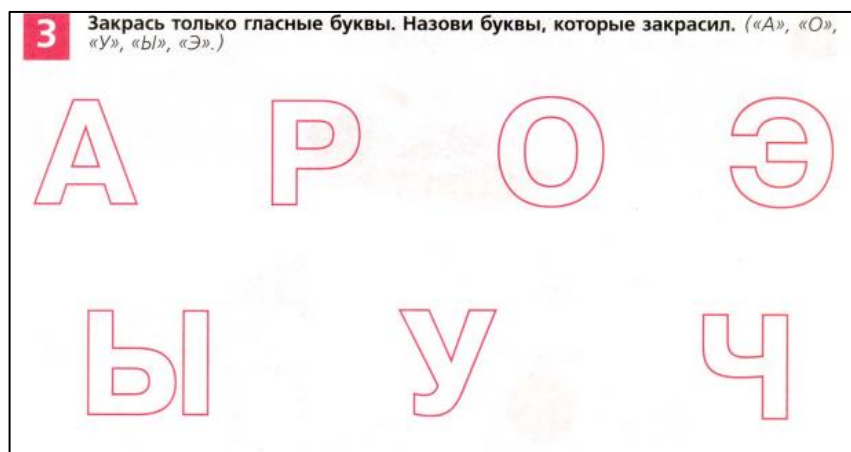 3
Закрась только гласные буквы. Назови буквы, которые закрасил. («А», «О»,
«У», «Ы», «Э».)
А Р О Э
Ы У Ч